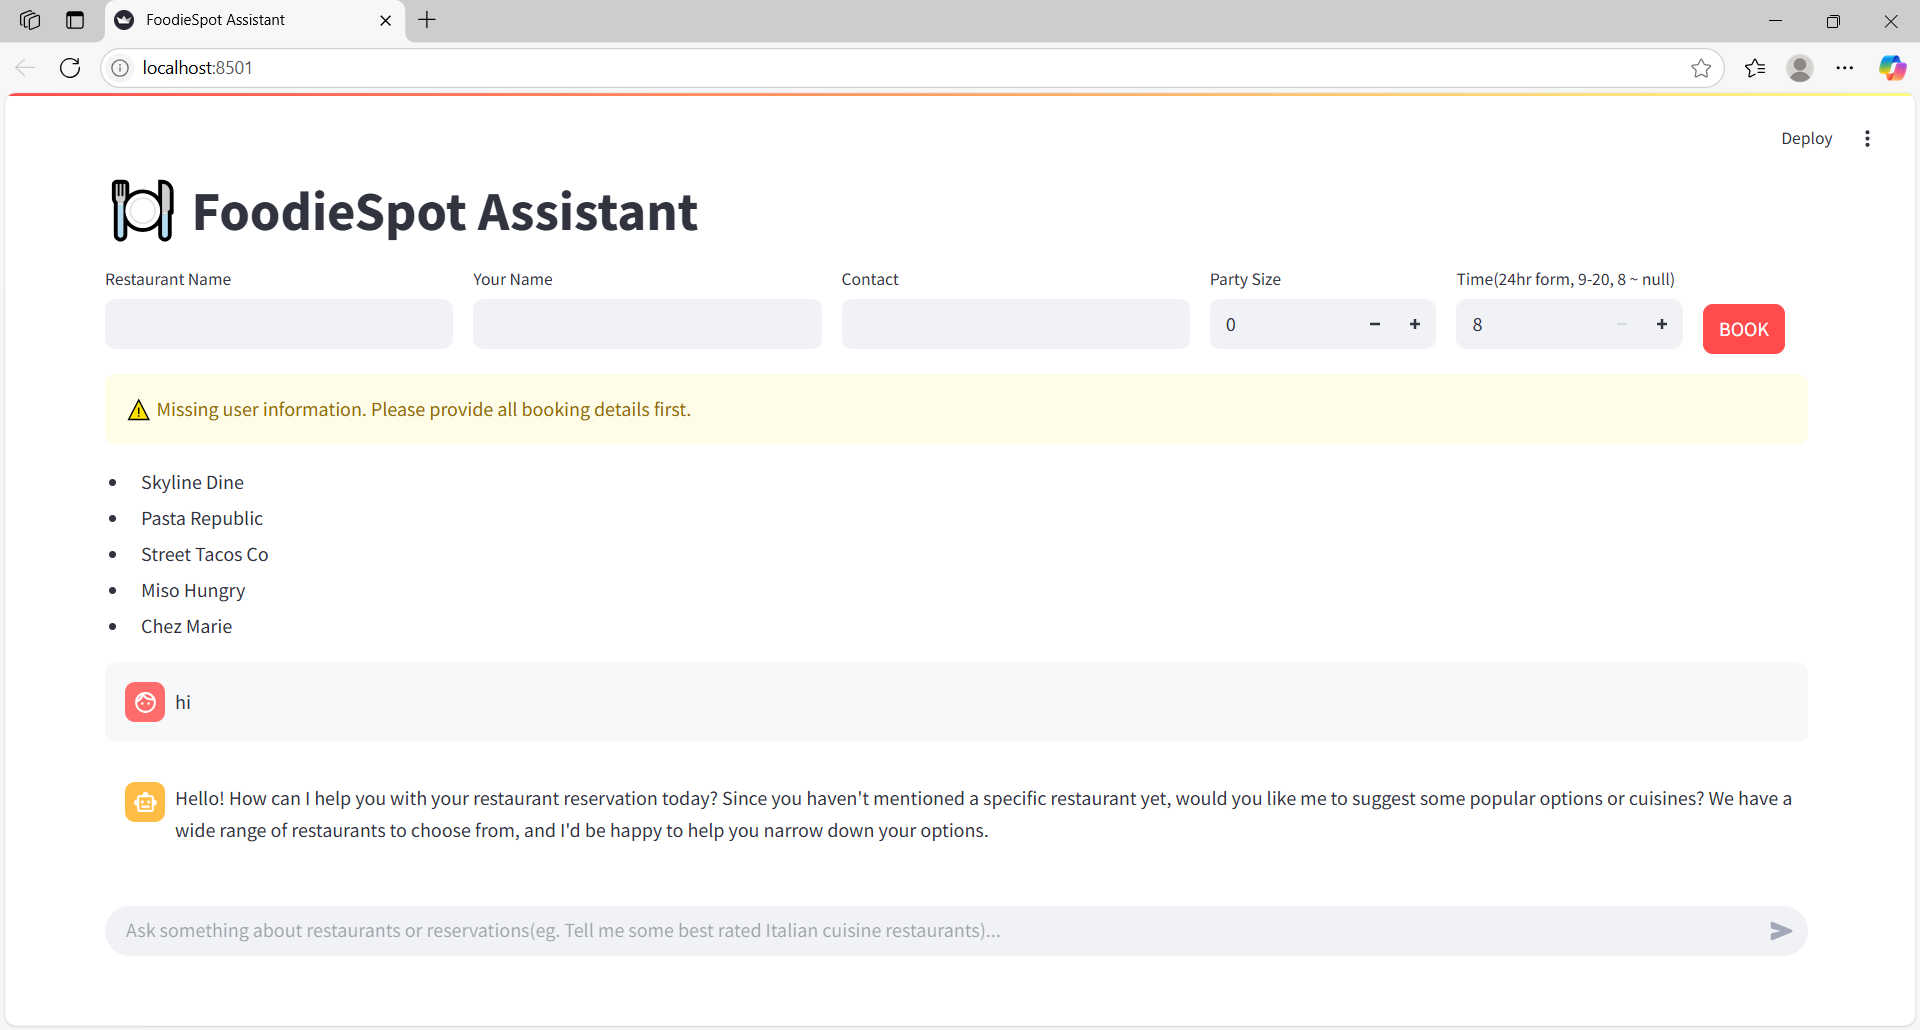 FoodieSpot Assistant
localhost:8501
Deploy
FoodieSpot Assistant
Restaurant Name
Your Name
Contact
Party Size
Time(24hr form, 9-20, 8 ~ null)
0
8
BOOK
Missing user information. Please provide all booking details first.
Skyline Dine
Pasta Republic
Street Tacos Co
Miso Hungry
Chez Marie
hi
Hello! How can I help you with your restaurant reservation today? Since you haven't mentioned a specific restaurant yet, would you like me to suggest some popular options or cuisines? We have a
wide range of restaurants to choose from, and I'd be happy to help you narrow down your options.
Ask something about restaurants or reservations(eg. Tell me some best rated Italian cuisine restaurants)...